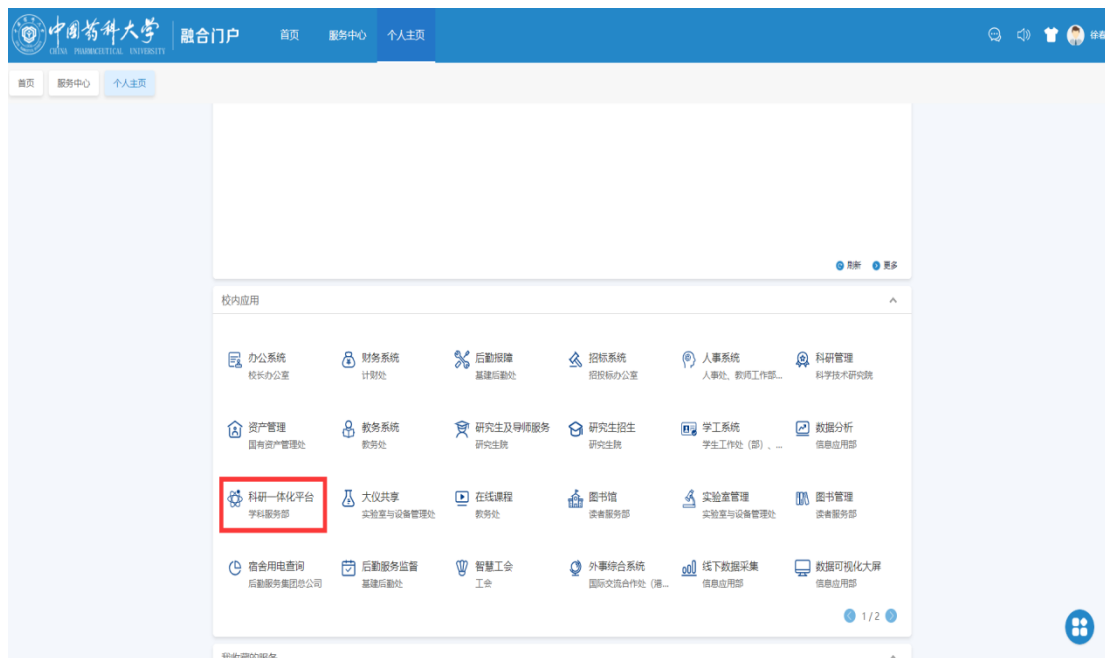 中国药科大学 融合门户 首页 服务中心 个人主页
CHINA PHARMACEUTICAL UNIVERSITY
首页 服务中心 个人主页
刷新 更多
校内应用
办公系统 财务系统 后勤报障 招标系统 人事系统 科研管理
校长办公室 计财处 基建后勤处 招投标办公室 人事处、教师工作部... 科学技术研究院
资产管理 教务系统 研究生及导师服务 研究生招生 学工系统 数据分析
国有资产管理处 教务处 研究生院 研究生院 学生工作处（部）、... 信息应用部
科研一体化平台 大仪共享 在线课程 图书馆 实验室管理 图书管理
学科服务部 实验室与设备管理处 教务处 读者服务部 实验室与设备管理处 读者服务部
宿舍用电查询 后勤服务监督 智慧工会 外事综合系统 线下数据采集 数据可视化大屏
后勤服务集团总公司 基建后勤处 工会 国际交流合作处（港... 信息应用部 信息应用部
1/2
我收藏的服务